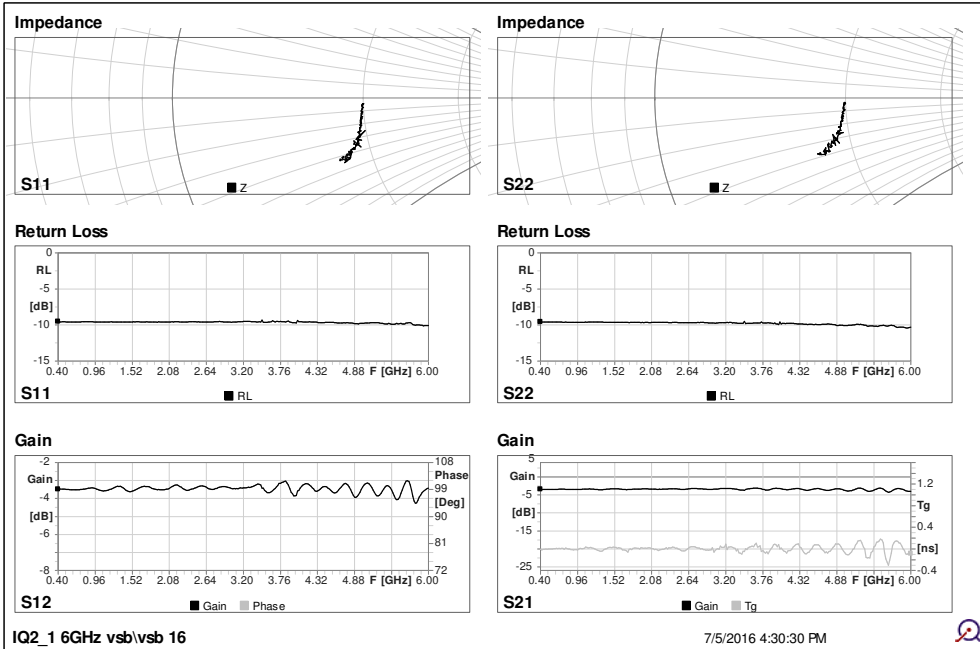 Impedance
S11
Z
Impedance
S22
Z
Return Loss
0
RL
-5
[dB]
-10
-15
0.40 0.96 1.52 2.08 2.64 3.20 3.76 4.32 4.88 F [GHz] 6.00
S11
RL
Return Loss
0
RL
-5
[dB]
-10
-15
0.40 0.96 1.52 2.08 2.64 3.20 3.76 4.32 4.88 F [GHz] 6.00
S22
RL
Gain
-2 108
Gain Phase
99
-4 [Deg]
[dB] 90
-6 81
-8 72
0.40 0.96 1.52 2.08 2.64 3.20 3.76 4.32 4.88 F [GHz] 6.00
S12
Gain Phase
Gain
5
Gain 1.2
-5 Tg
[dB] 0.4
-15
[ns]
-25 -0.4
0.40 0.96 1.52 2.08 2.64 3.20 3.76 4.32 4.88 F [GHz] 6.00
S21
Gain Tg
IQ2_1 6GHz vsb\vsb 16
7/5/2016 4:30:30 PM